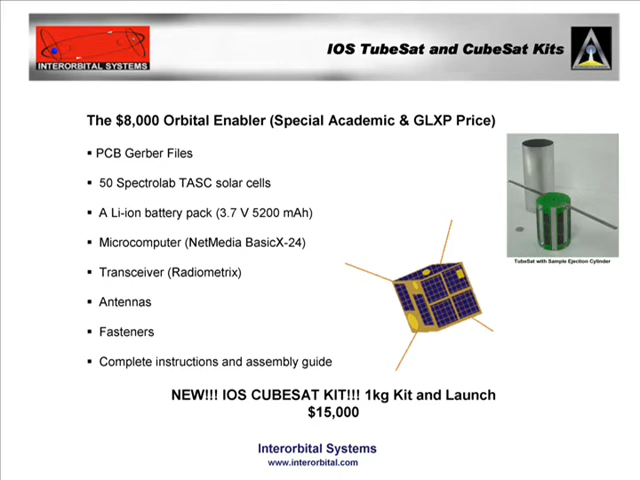 INTERORBITAL SYSTEMS
IOS TubeSat and CubeSat Kits
The $8,000 Orbital Enabler (Special Academic & GLXP Price)
▪ PCB Gerber Files
▪ 50 Spectrolab TASC solar cells
▪ A Li-ion battery pack (3.7 V 5200 mAh)
▪ Microcomputer (NetMedia BasicX-24)
▪ Transceiver (Radiometrix)
▪ Antennas
▪ Fasteners
▪ Complete instructions and assembly guide
TubeSat with Sample Ejection Cylinder
NEW!!! IOS CUBESAT KIT!!! 1kg Kit and Launch
$15,000
Interorbital Systems
www.interorbital.com